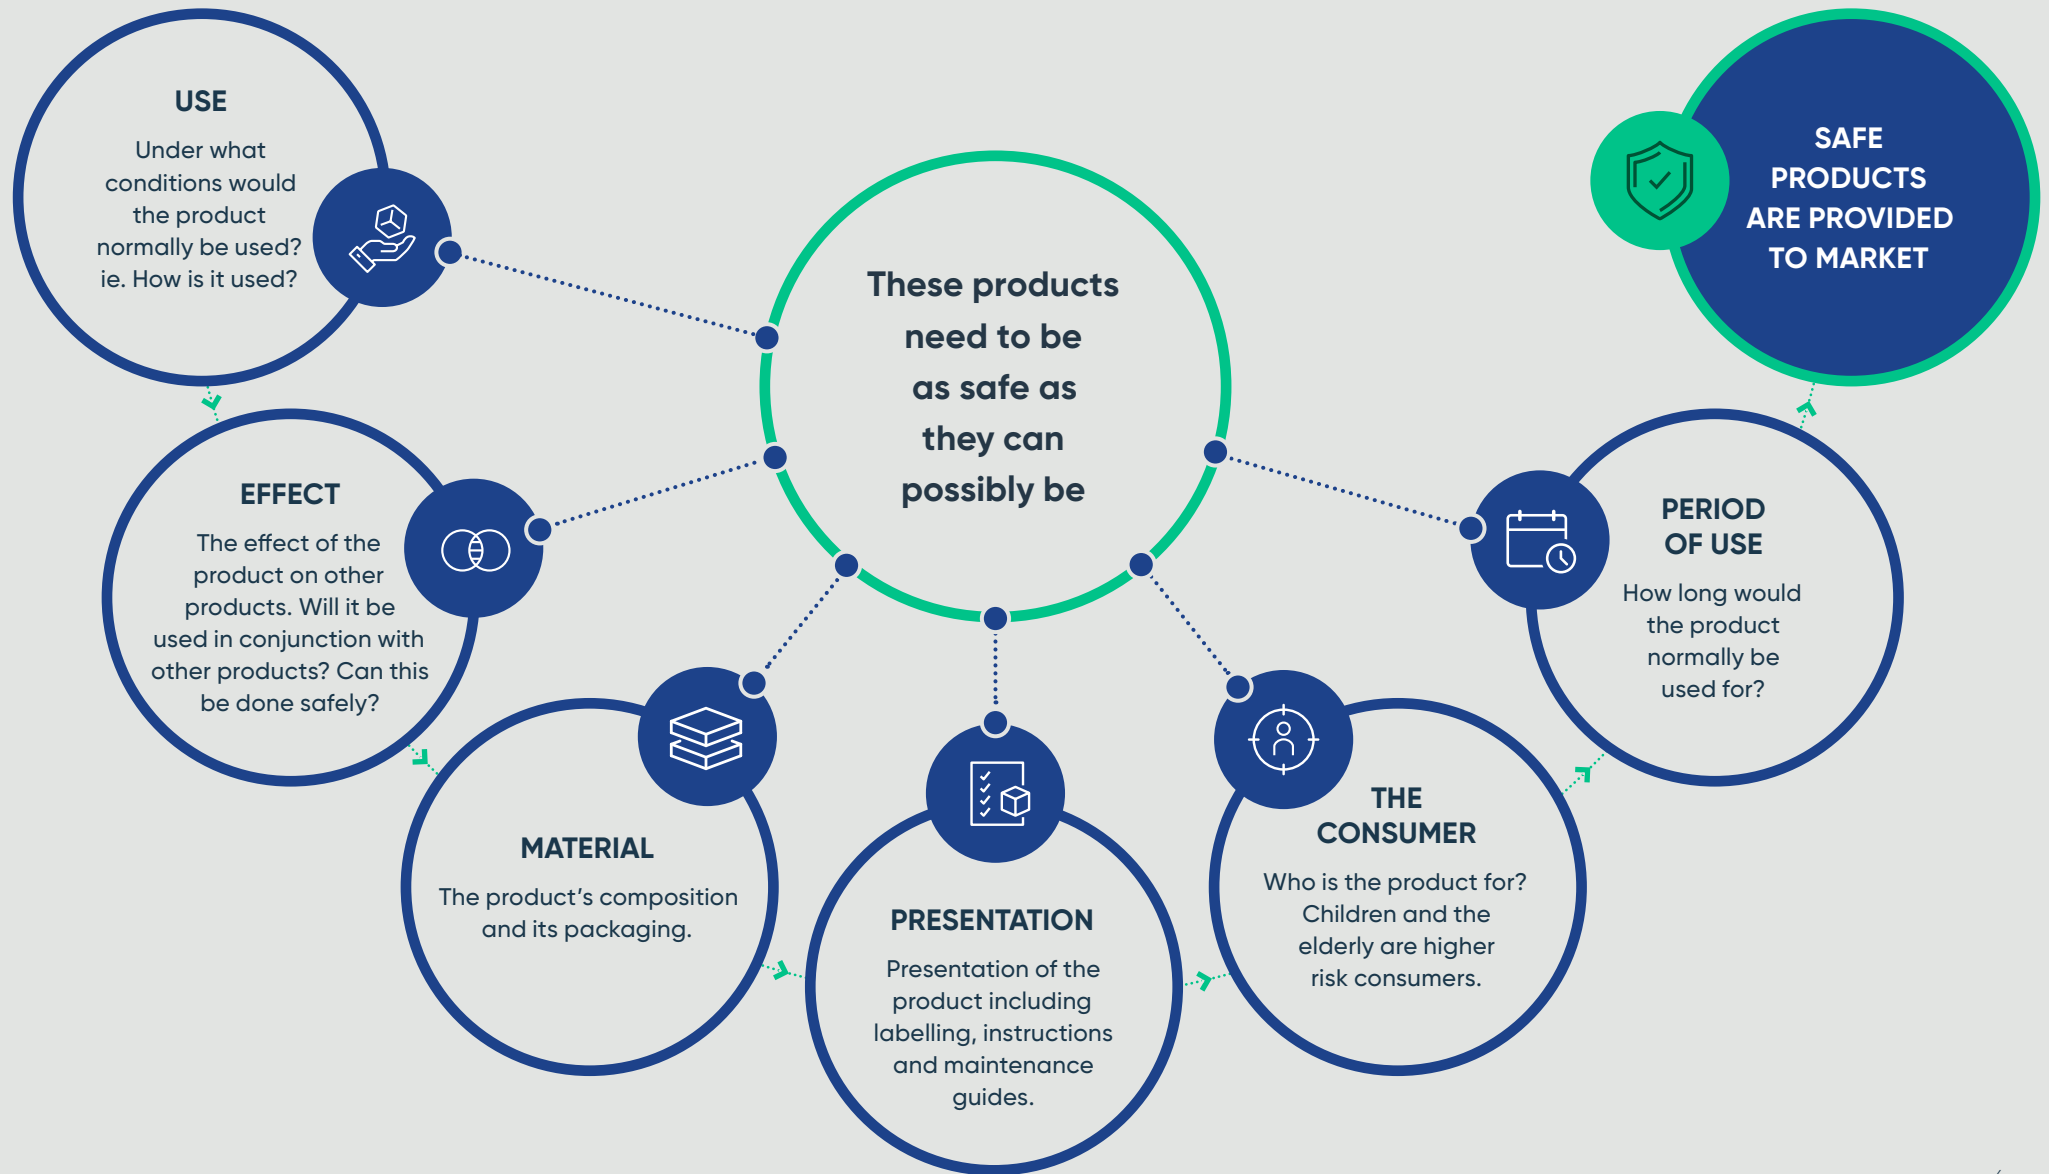 USE
Under what
conditions would
the product
normally be used?
ie. How is it used?
EFFECT
The effect of the
product on other
products. Will it be
used in conjunction with
other products? Can this
be done safely?
MATERIAL
The product’s composition
and its packaging.
PRESENTATION
Presentation of the
product including
labelling, instructions
and maintenance
guides.
THE
CONSUMER
Who is the product for?
Children and the
elderly are higher
risk consumers.
PERIOD
OF USE
How long would
the product
normally be
used for?
SAFE
PRODUCTS
ARE PROVIDED
TO MARKET
These products
need to be
as safe as
they can
possibly be